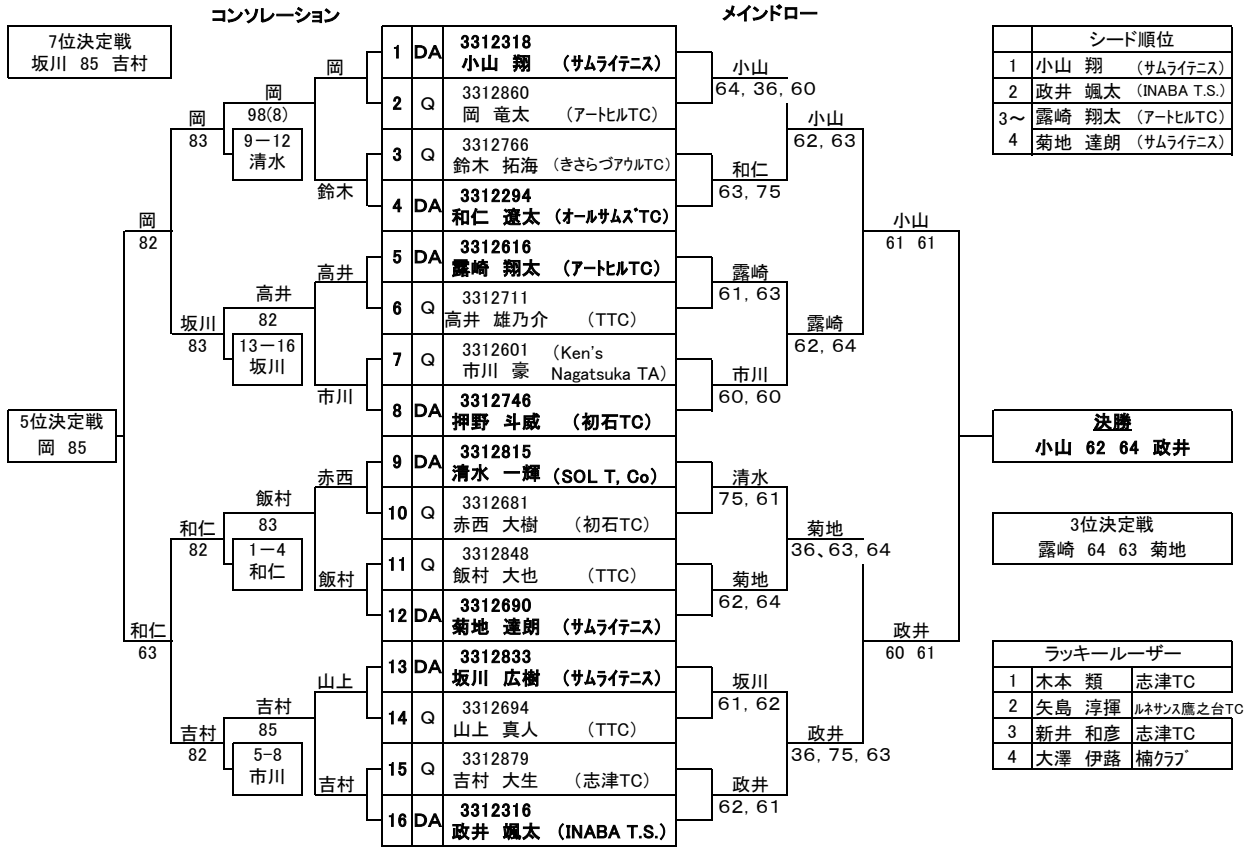 コンソレーション
メインドロー
7位決定戦
坂川 85 吉村
岡
岡
98(8)
9－12
清水
岡
83
鈴木
岡
82
高井
高井
82
13－16
坂川
坂川
83
市川
5位決定戦
岡 85
赤西
飯村
83
1－4
和仁
和仁
82
飯村
和仁
63
山上
吉村
85
5-8
市川
吉村
82
吉村
1 DA 3312318
小山 翔 （サムライテニス）
2 Q 3312860
岡 竜太 （アートヒルTC）
3 Q 3312766
鈴木 拓海 （きさらづアウルTC）
4 DA 3312294
和仁 遼太 （オールサムズTC）
5 DA 3312616
露崎 翔太 （アートヒルTC）
6 Q 3312711
高井 雄乃介 （TTC）
7 Q 3312601 （Ken's
市川 豪 Nagatsuka TA）
8 DA 3312746
押野 斗威 （初石TC）
9 DA 3312815
清水 一輝 （SOL T, Co）
10 Q 3312681
赤西 大樹 （初石TC）
11 Q 3312848
飯村 大也 （TTC）
12 DA 3312690
菊地 達朗 （サムライテニス）
13 DA 3312833
坂川 広樹 （サムライテニス）
14 Q 3312694
山上 真人 （TTC）
15 Q 3312879
吉村 大生 （志津TC）
16 DA 3312316
政井 颯太 （INABA T.S.）
小山
64, 36, 60
小山
62, 63
和仁
63, 75
小山
61 61
露崎
61, 63
露崎
62, 64
市川
60, 60
清水
75, 61
菊地
36、63, 64
菊地
62, 64
政井
60 61
坂川
61, 62
政井
36, 75, 63
政井
62, 61
シード順位
1 小山 翔 （サムライテニス）
2 政井 颯太 （INABA T.S.）
3～ 露崎 翔太 （アートヒルTC）
4 菊地 達朗 （サムライテニス）
決勝
小山 62 64 政井
3位決定戦
露崎 64 63 菊地
ラッキールーザー
1 木本 類 志津TC
2 矢島 淳揮 ルネサンス鷹之台TC
3 新井 和彦 志津TC
4 大澤 伊蕗 楠クラブ